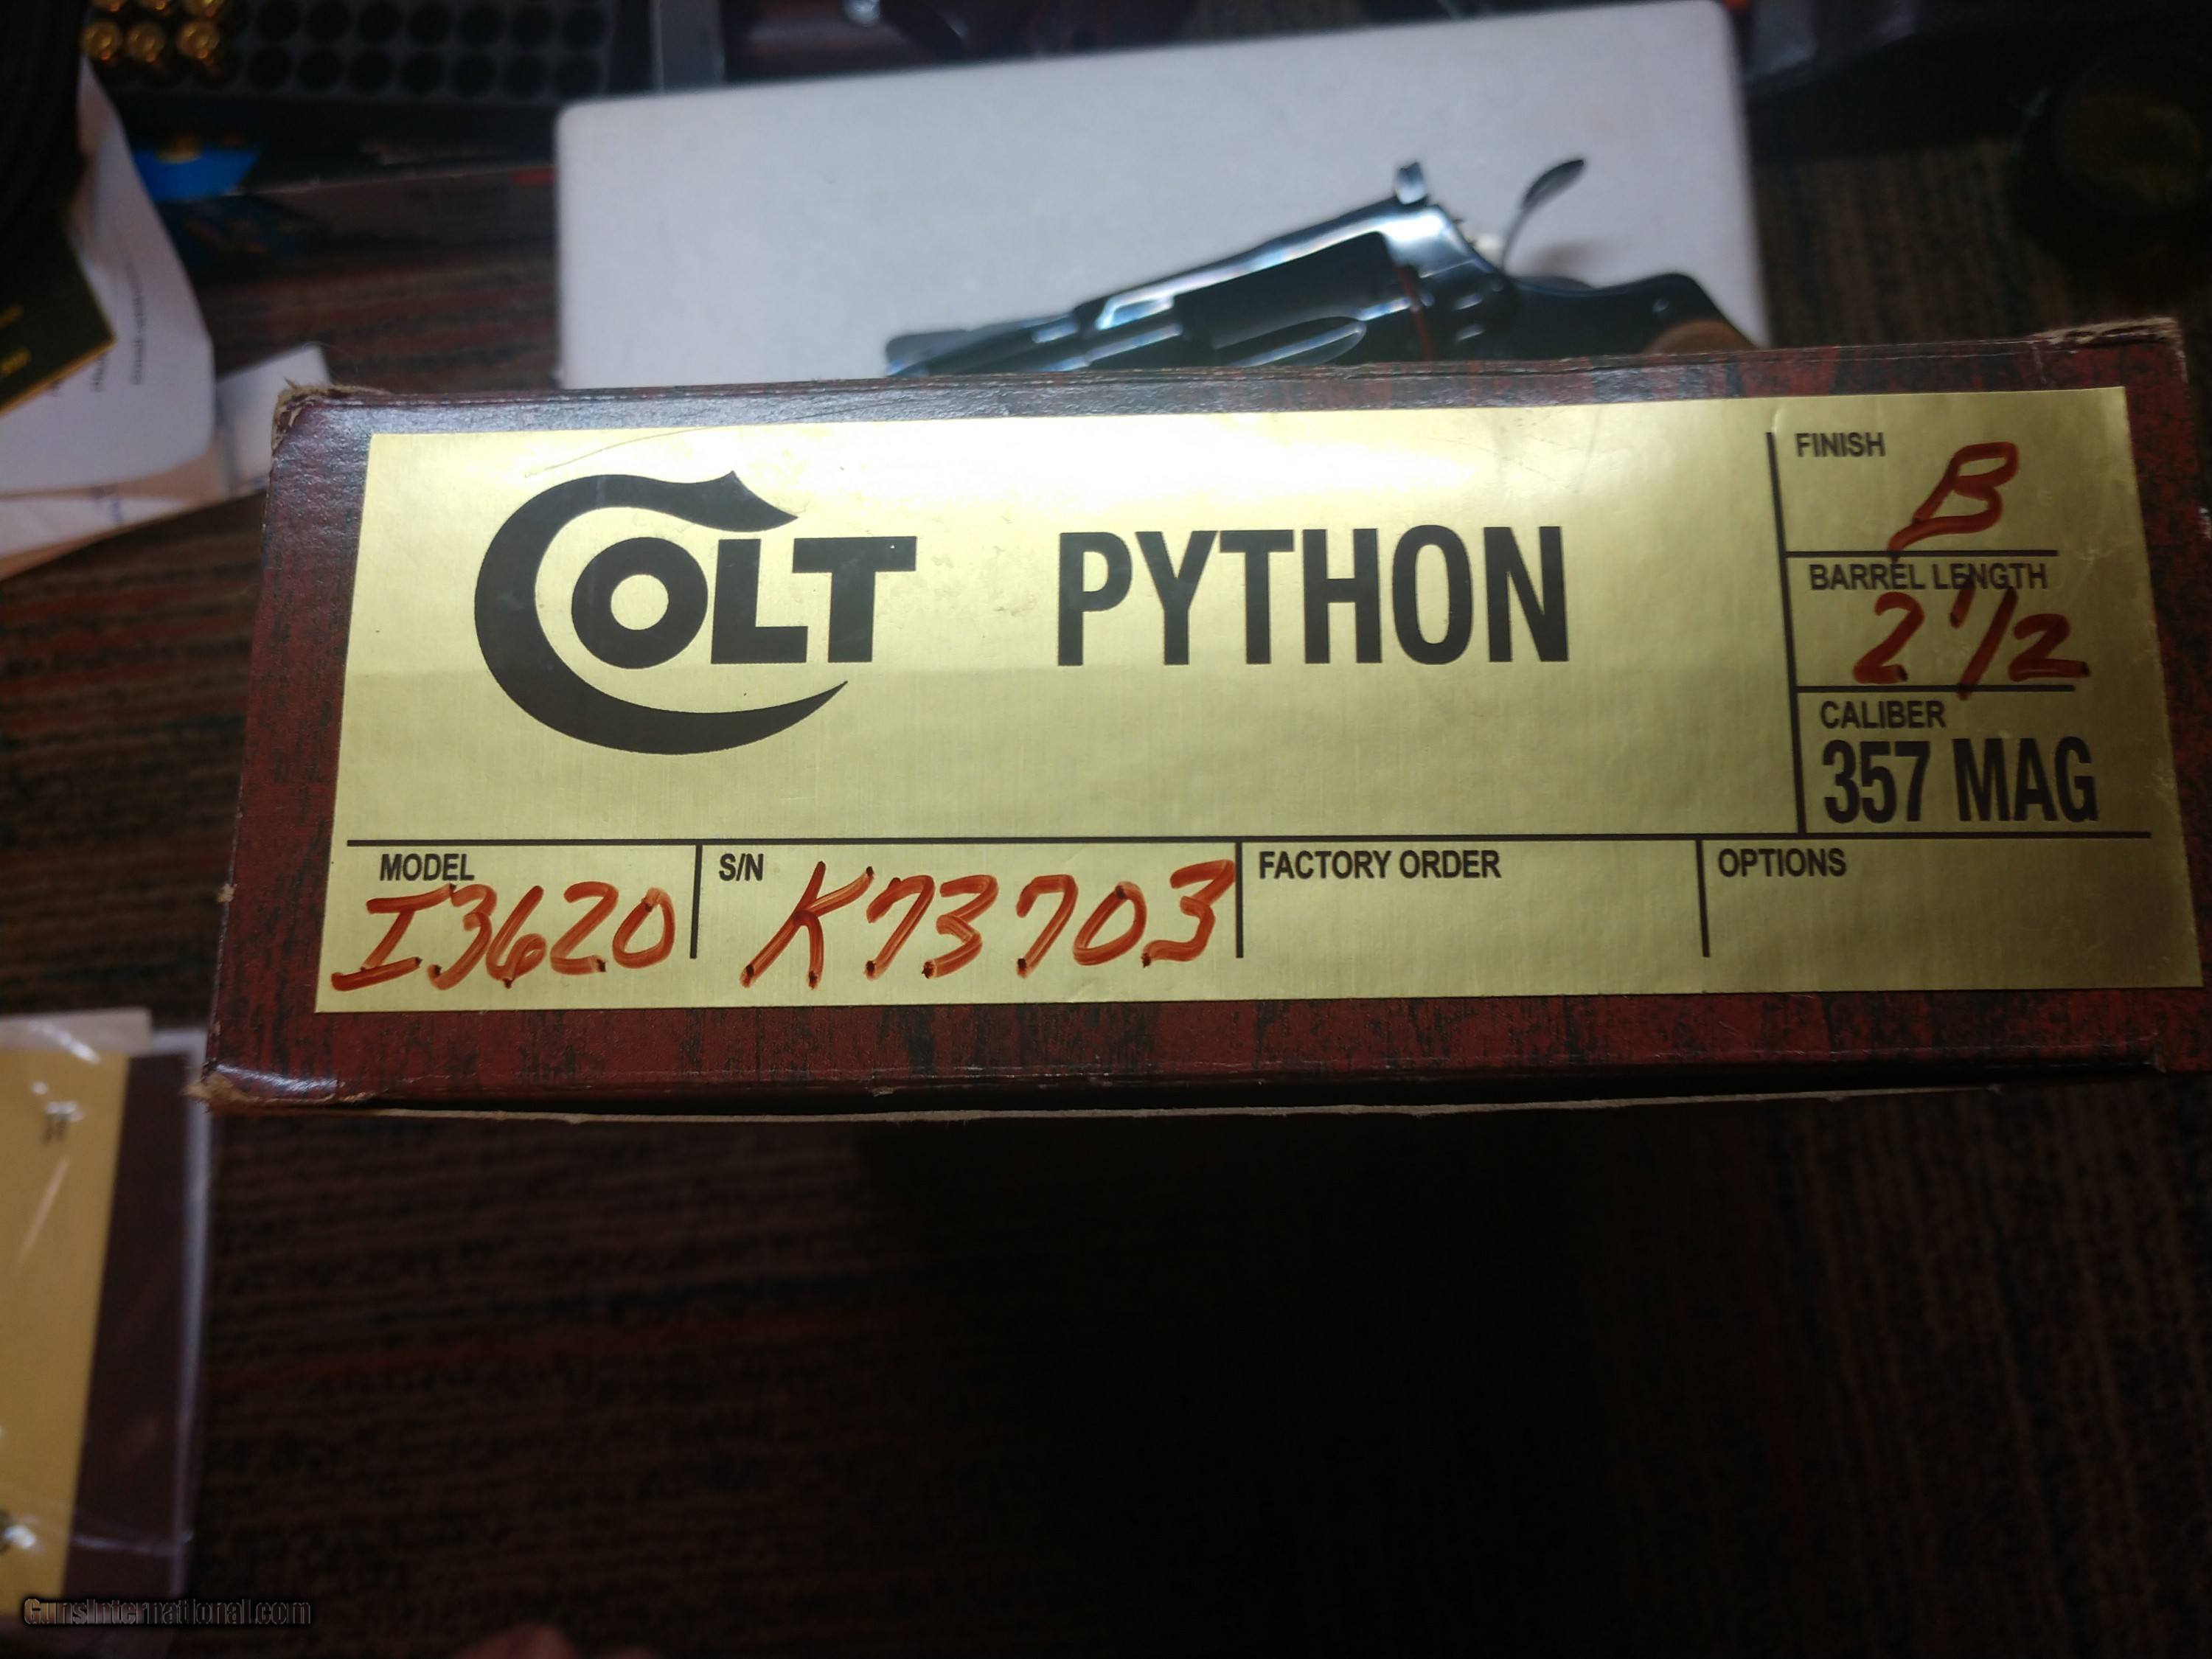 COLT PYTHON
FINISH
B
BARREL LENGTH
2 1/2
CALIBER
357 MAG
MODEL
I3620
S/N
K73703
FACTORY ORDER
OPTIONS
GunsInternational.com